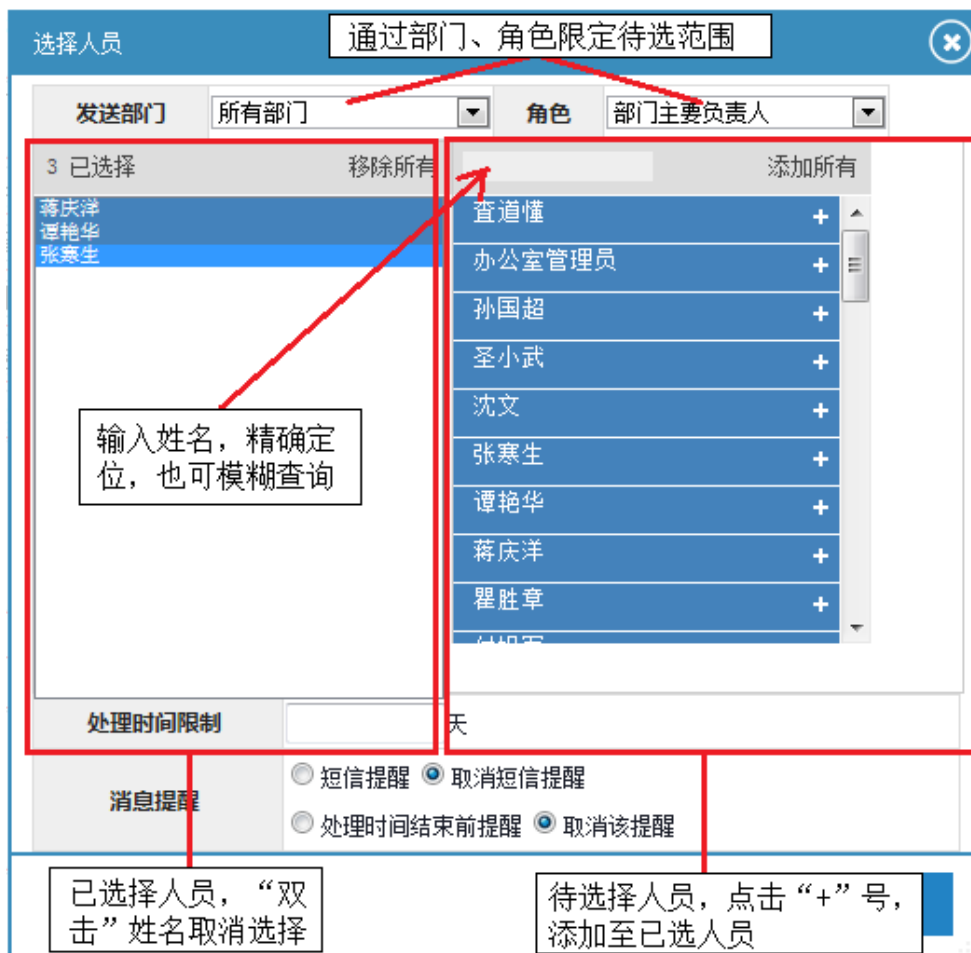 选择人员
通过部门、角色限定待选范围
发送部门
所有部门
角色
部门主要负责人
3 已选择
移除所有
添加所有
蒋庆洋
谭艳华
张寒生
查道懂
+
办公室管理员
+
孙国超
+
圣小武
+
沈文
+
张寒生
+
谭艳华
+
蒋庆洋
+
瞿胜章
+
输入姓名，精确定
位，也可模糊查询
处理时间限制
天
消息提醒
短信提醒
取消短信提醒
处理时间结束前提醒
取消该提醒
已选择人员，“双
击”姓名取消选择
待选择人员，点击“+”号，
添加至已选人员